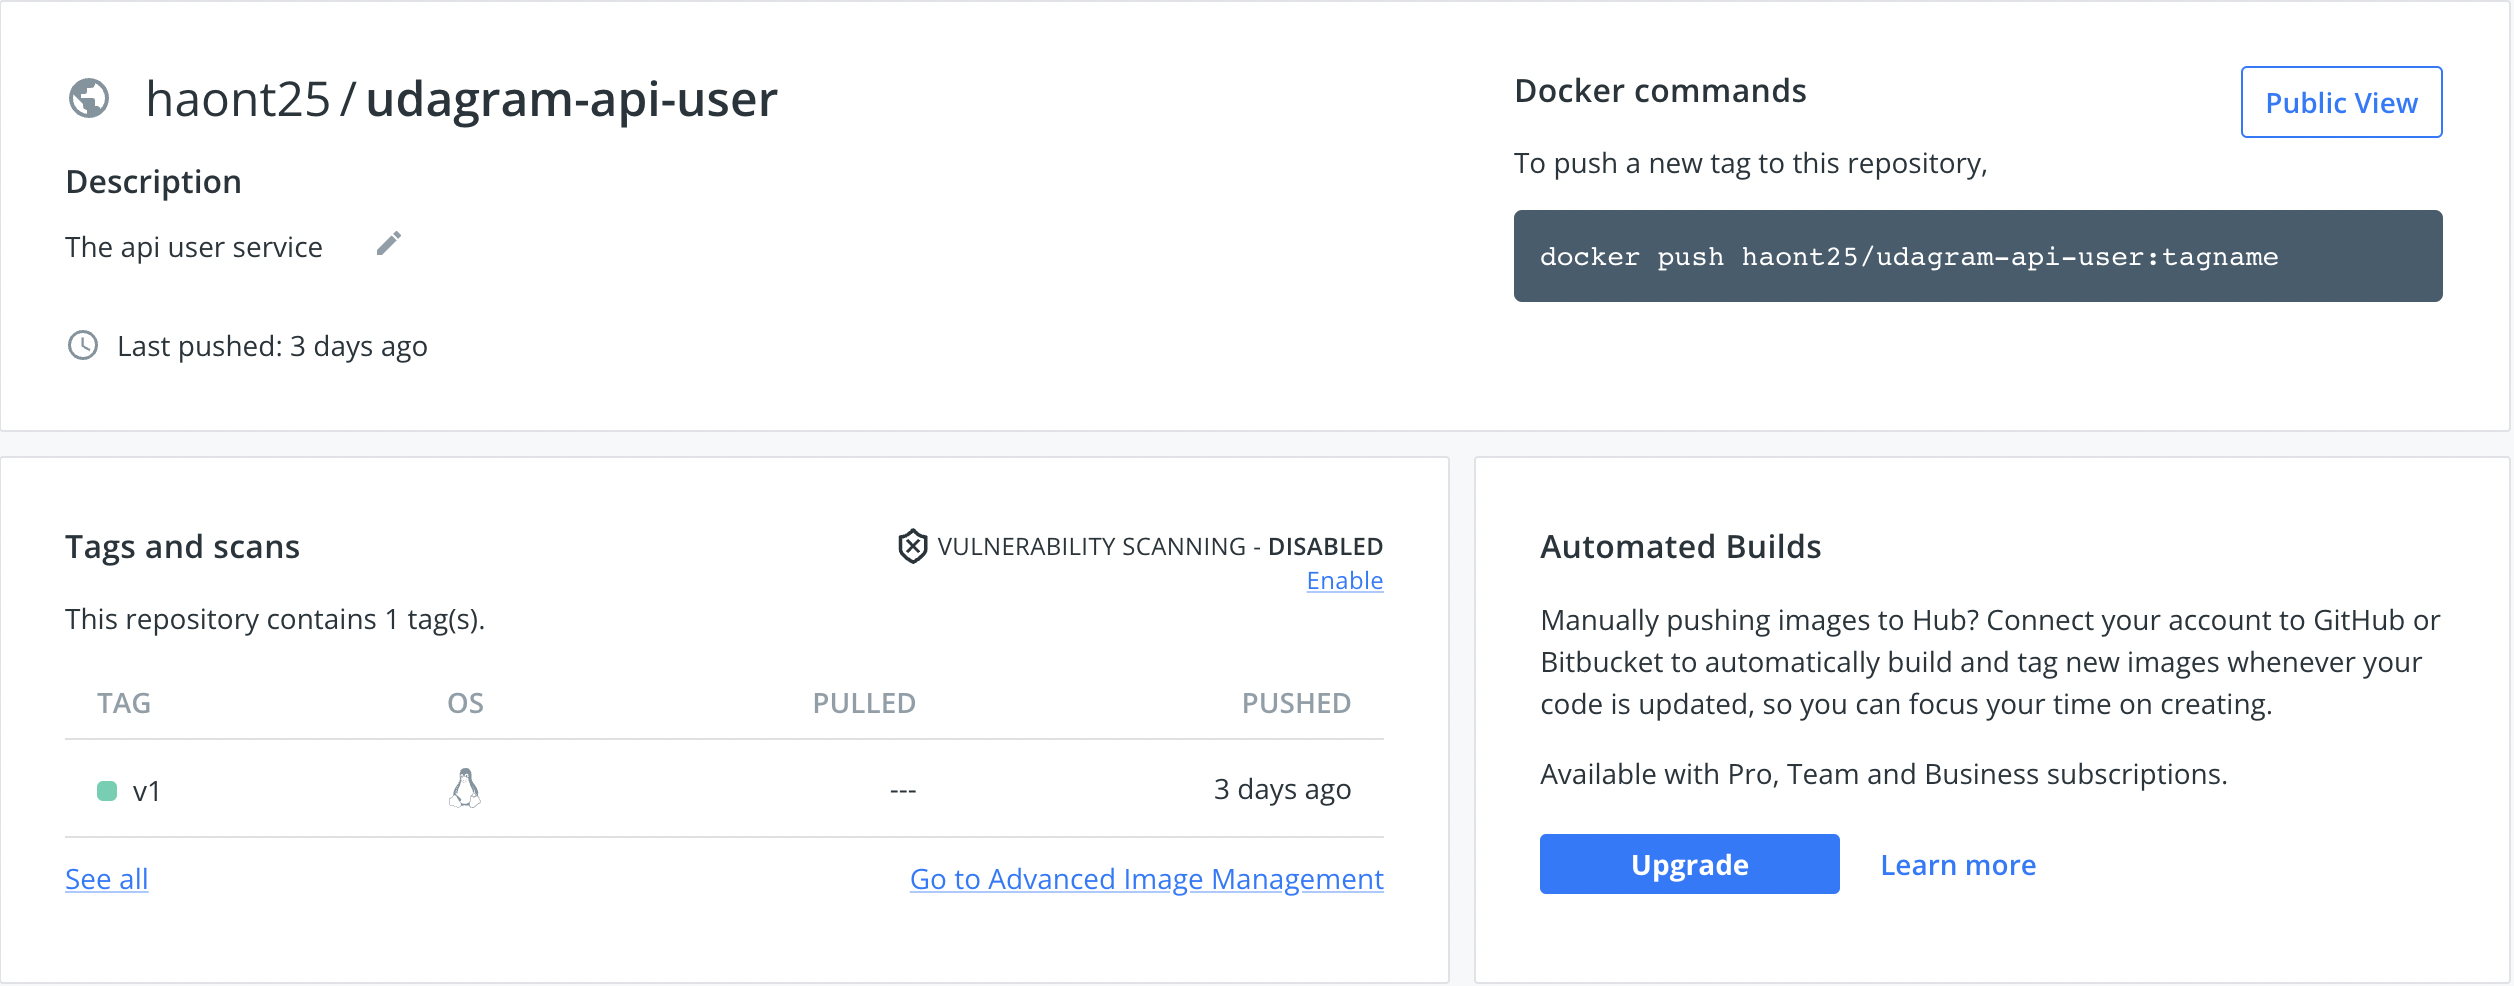 haont25 / udagram-api-user
Description
The api user service
Last pushed: 3 days ago
Docker commands
Public View
To push a new tag to this repository,
docker push haont25/udagram-api-user:tagname
Tags and scans
VULNERABILITY SCANNING - DISABLED
Enable
This repository contains 1 tag(s).
TAG OS PULLED PUSHED
v1 --- 3 days ago
See all
Go to Advanced Image Management
Automated Builds
Manually pushing images to Hub? Connect your account to GitHub or
Bitbucket to automatically build and tag new images whenever your
code is updated, so you can focus your time on creating.
Available with Pro, Team and Business subscriptions.
Upgrade
Learn more